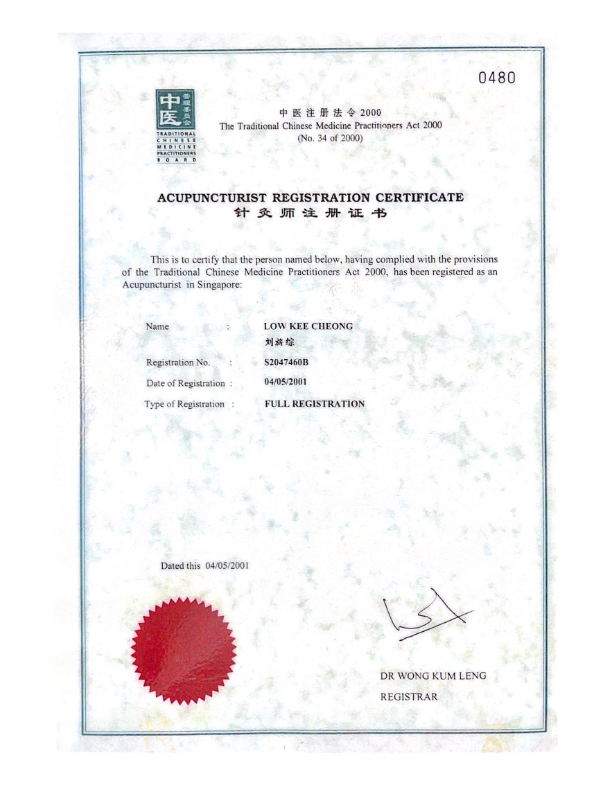 0480
中医
管理委员会
TRADITIONAL
CHINESE
MEDICINE
PRACTITIONERS
BOARD
中医注册法令2000
The Traditional Chinese Medicine Practitioners Act 2000
(No. 34 of 2000)
ACUPUNCTURIST REGISTRATION CERTIFICATE
针灸师注册证书
This is to certify that the person named below, having complied with the provisions
of the Traditional Chinese Medicine Practitioners Act 2000, has been registered as an
Acupuncturist in Singapore:
Name : LOW KEE CHEONG
刘
Registration No. : S2047460B
Date of Registration : 04/05/2001
Type of Registration : FULL REGISTRATION
Dated this 04/05/2001
DR WONG KUM LENG
REGISTRAR